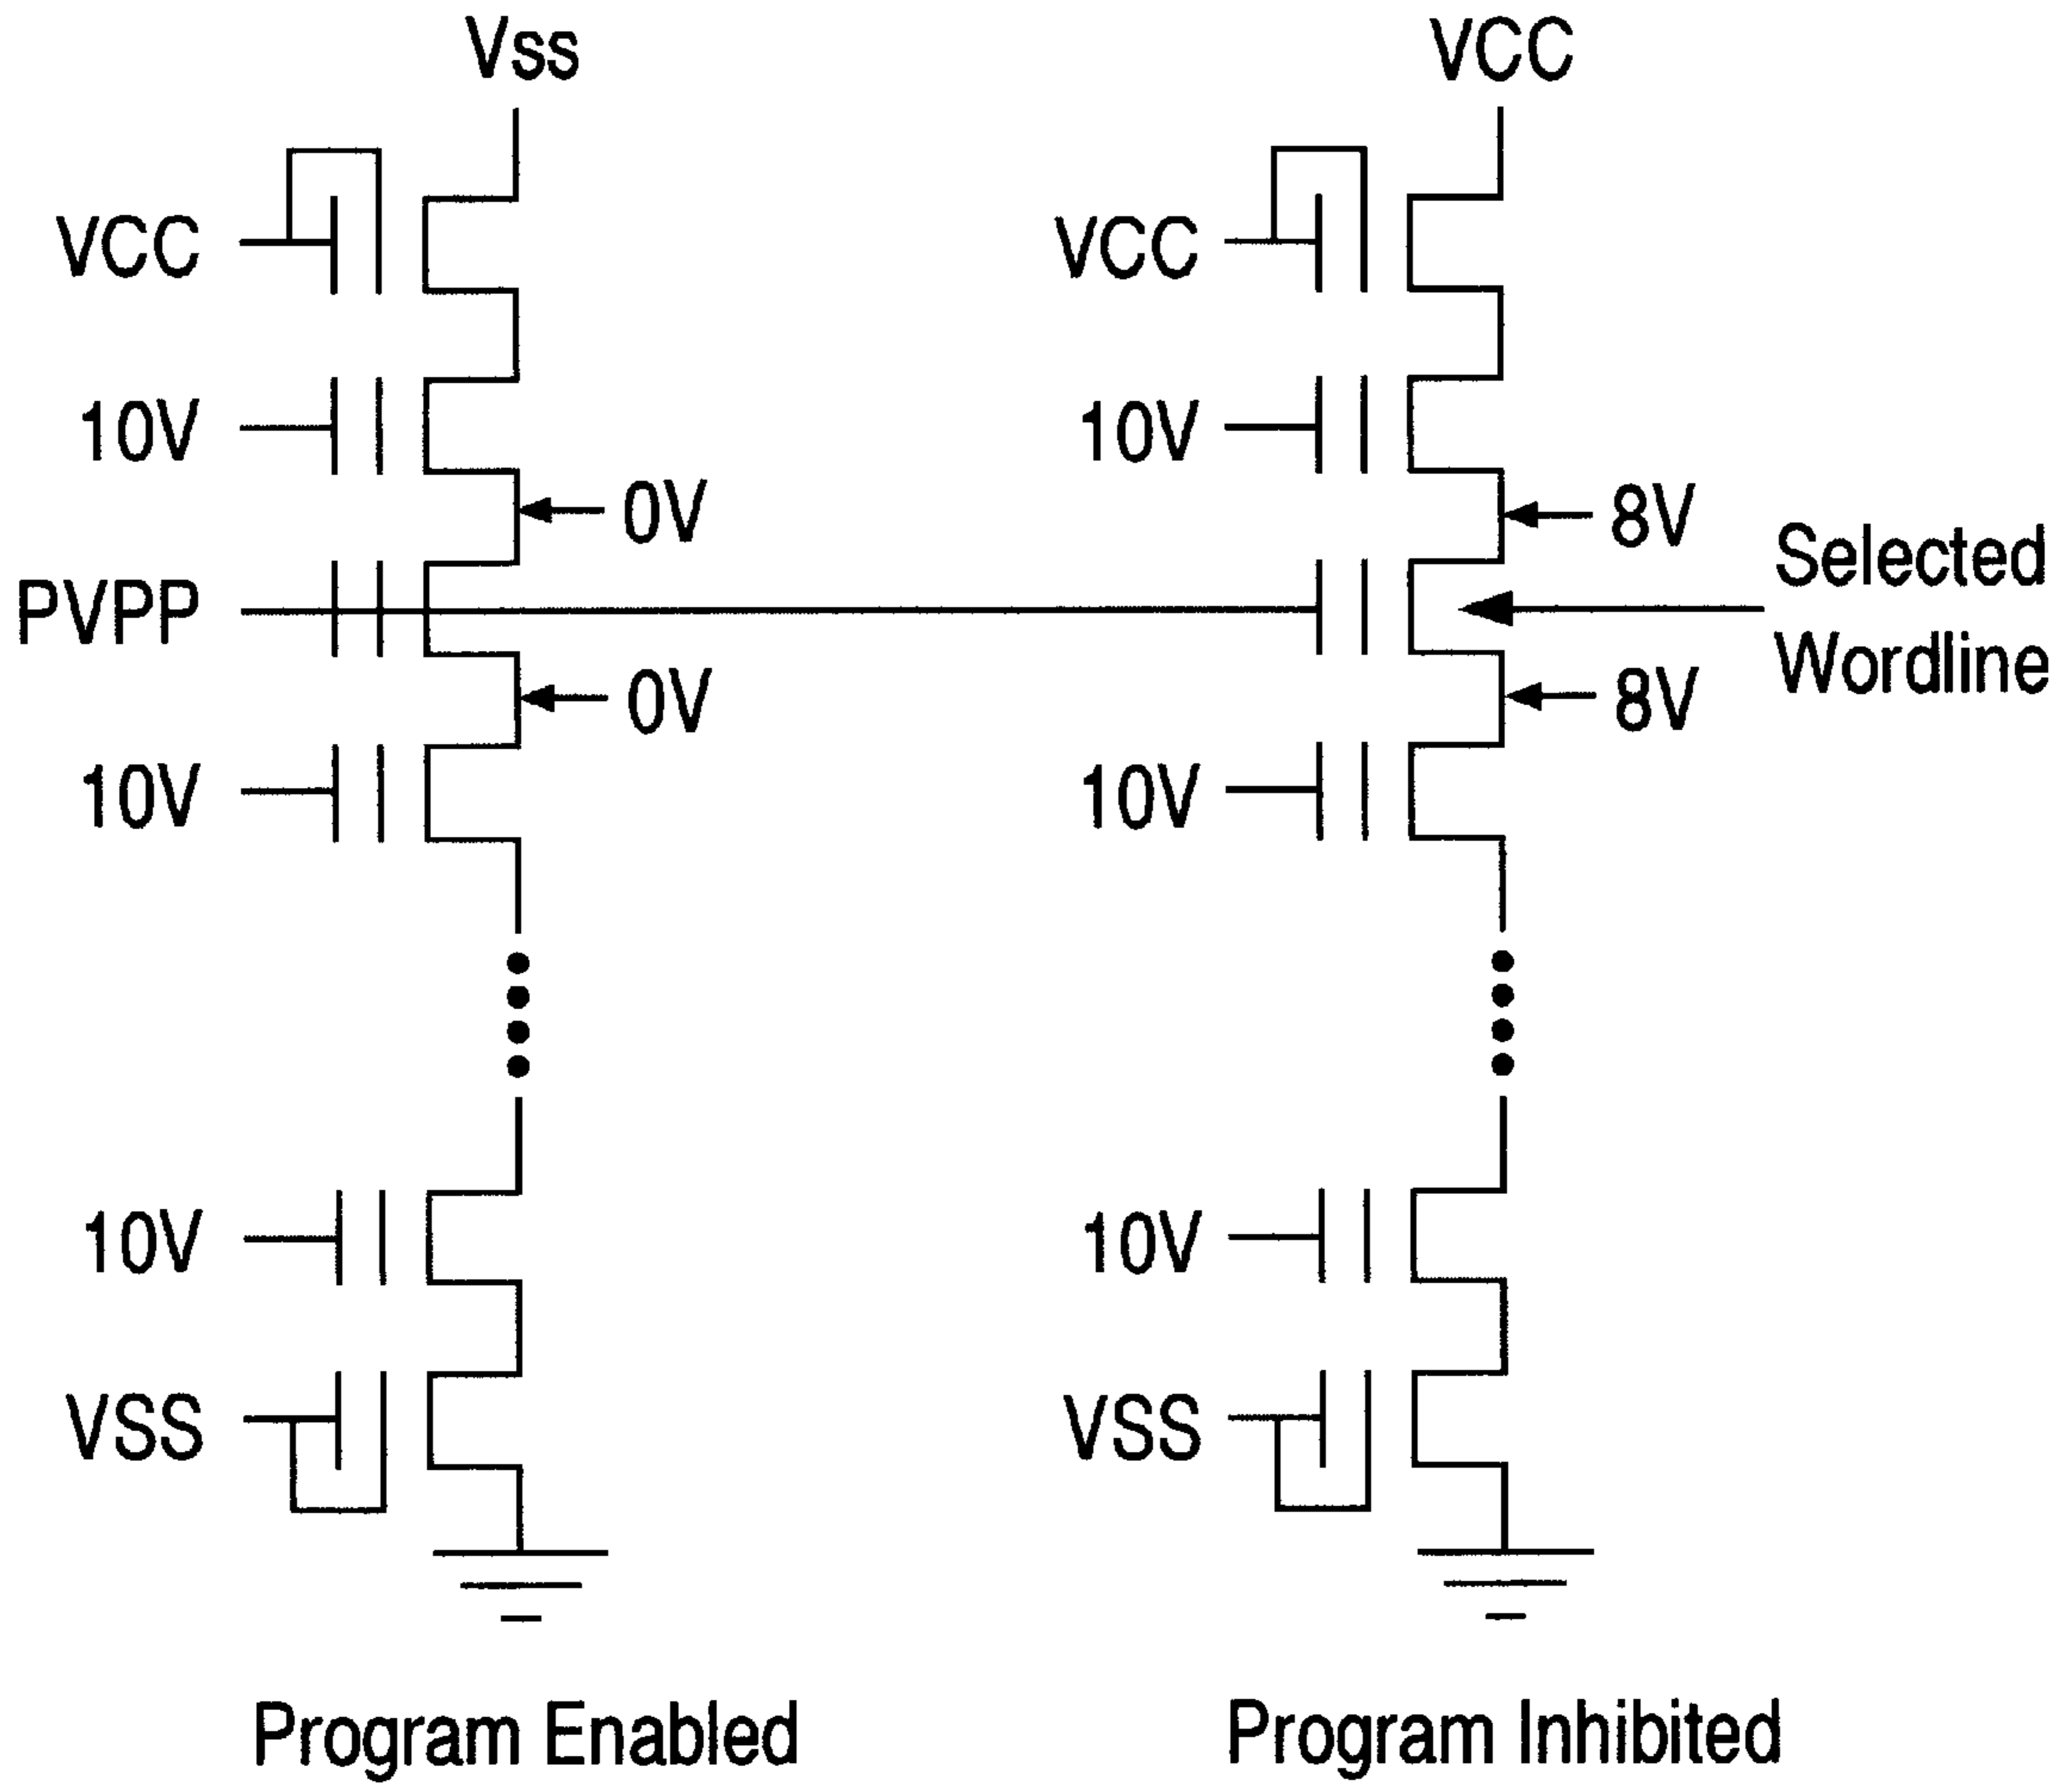 Vss
VCC
VCC
VCC
10V
10V
0V
8V
Selected
Wordline
PVPP
0V
8V
10V
10V
10V
10V
VSS
VSS
Program Enabled
Program Inhibited